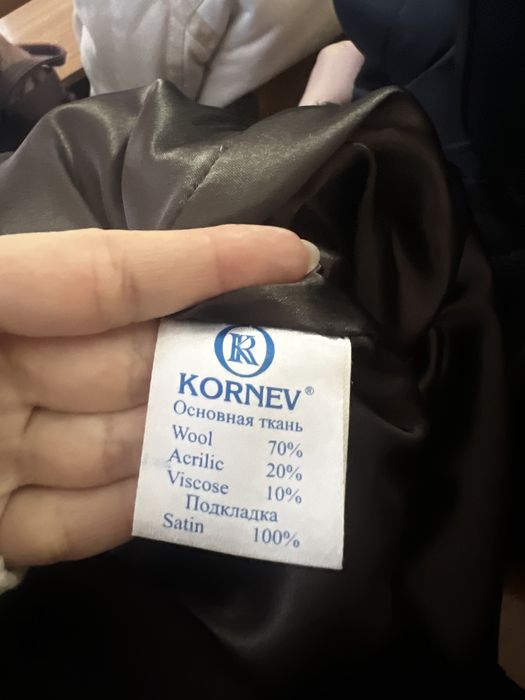 K
KORNEV®
Основная ткань
Wool 70%
Acrilic 20%
Viscose 10%
Подкладка
Satin 100%